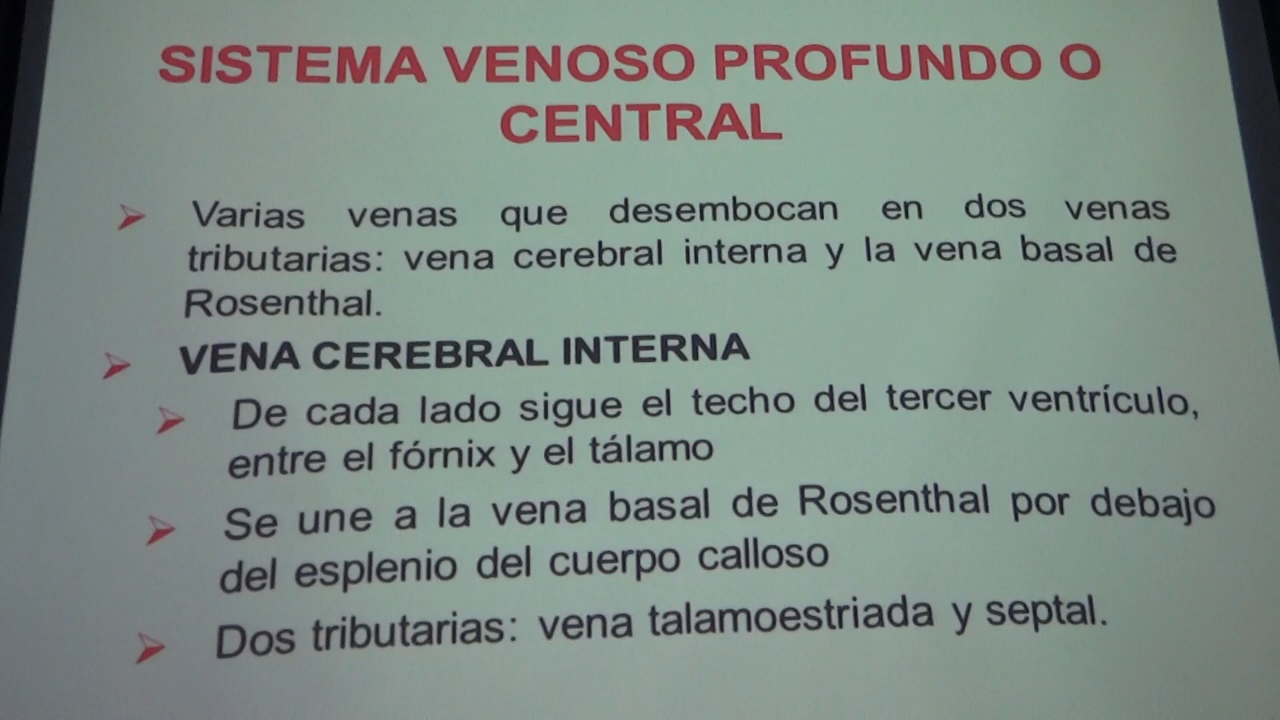 SISTEMA VENOSO PROFUNDO O
CENTRAL
Varias venas que desembocan en dos venas
tributarias: vena cerebral interna y la vena basal de
Rosenthal.
VENA CEREBRAL INTERNA
De cada lado sigue el techo del tercer ventrículo,
entre el fórnix y el tálamo
Se une a la vena basal de Rosenthal por debajo
del esplenio del cuerpo calloso
Dos tributarias: vena talamoestriada y septal.